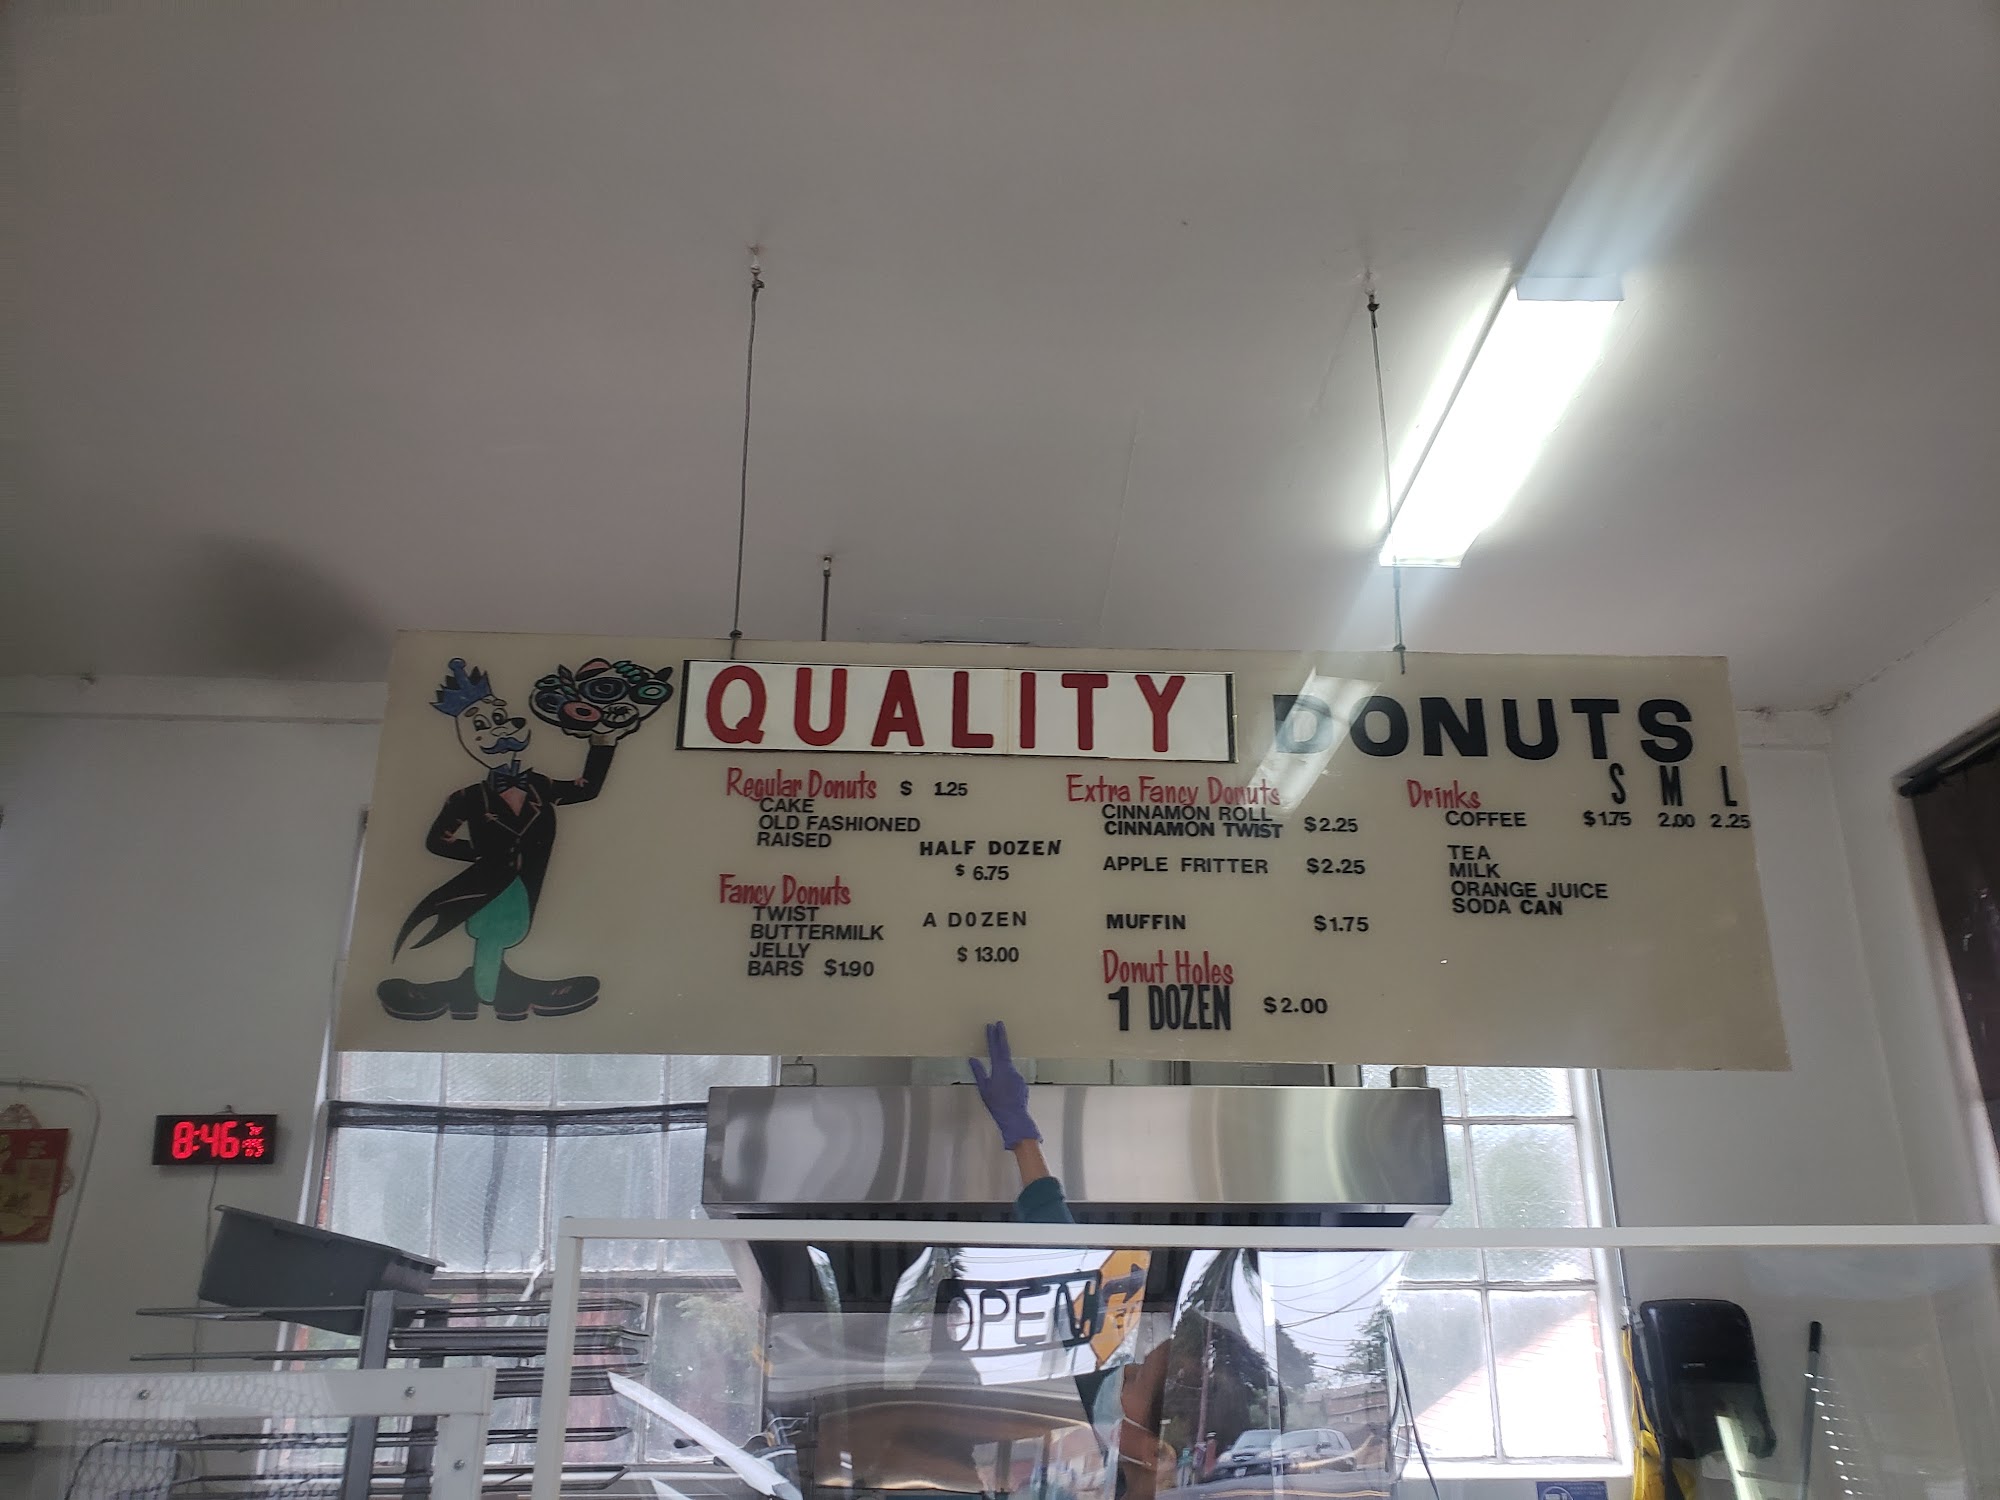 QUALITY DONUTS
Regular Donuts $ 1.25
CAKE
OLD FASHIONED
RAISED
HALF DOZEN
$ 6.75
Fancy Donuts
TWIST
BUTTERMILK
JELLY
BARS $1.90
A DOZEN
$ 13.00
Extra Fancy Donuts
CINNAMON ROLL
CINNAMON TWIST $2.25
APPLE FRITTER $2.25
MUFFIN $1.75
Donut Holes
1 DOZEN $2.00
Drinks S M L
COFFEE $1.75 2.00 2.25
TEA
MILK
ORANGE JUICE
SODA CAN
8:46
OPEN